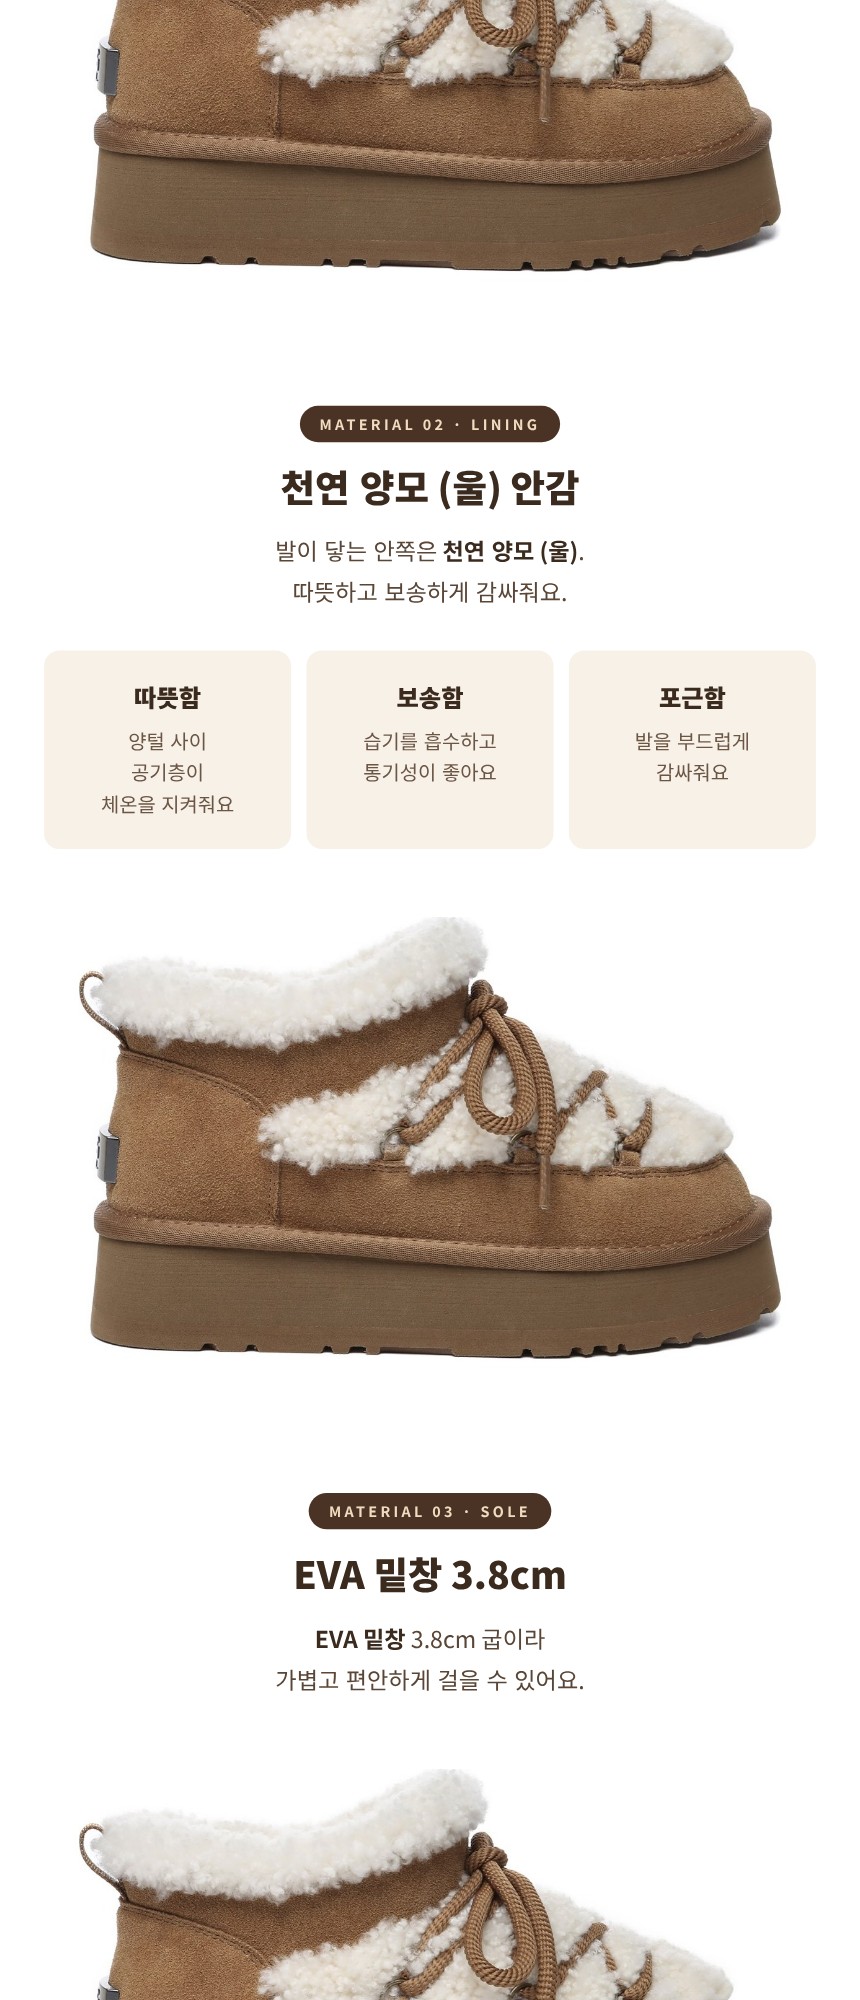 MATERIAL 02 · LINING
천연 양모 (울) 안감
발이 닿는 안쪽은 천연 양모 (울).
따뜻하고 보송하게 감싸줘요.
따뜻함
양털 사이
공기층이
체온을 지켜줘요
보송함
습기를 흡수하고
통기성이 좋아요
포근함
발을 부드럽게
감싸줘요
MATERIAL 03 · SOLE
EVA 밑창 3.8cm
EVA 밑창 3.8cm 굽이라
가볍고 편안하게 걸을 수 있어요.